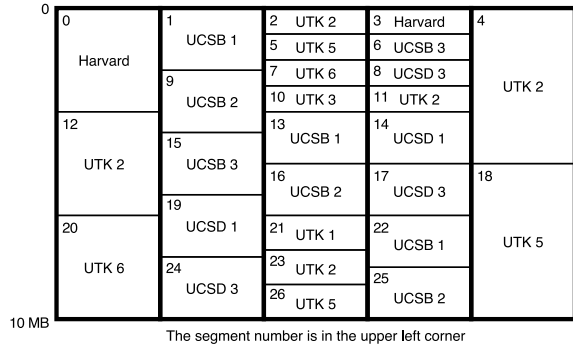 0
0 Harvard
12 UTK 2
20 UTK 6
1 UCSB 1
9 UCSB 2
15 UCSB 3
19 UCSD 1
24 UCSD 3
2 UTK 2
5 UTK 5
7 UTK 6
10 UTK 3
13 UCSB 1
16 UCSB 2
21 UTK 1
23 UTK 2
26 UTK 5
3 Harvard
6 UCSB 3
8 UCSD 3
11 UTK 2
14 UCSD 1
17 UCSD 3
22 UCSB 1
25 UCSB 2
4 UTK 2
18 UTK 5
10 MB
The segment number is in the upper left corner